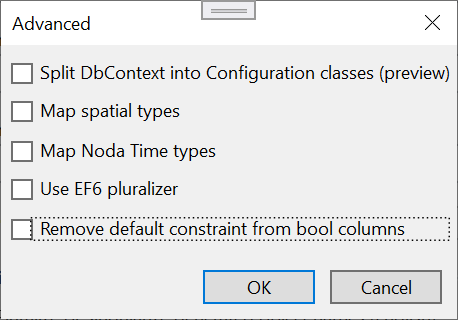 Advanced
Split DbContext into Configuration classes (preview)
Map spatial types
Map Noda Time types
Use EF6 pluralizer
Remove default constraint from bool columns
OK
Cancel